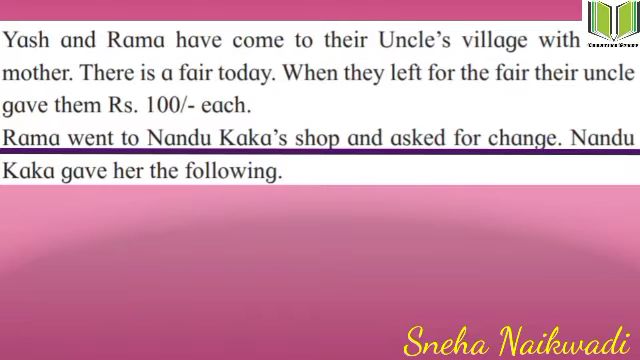 Yash and Rama have come to their Uncle's village with
mother. There is a fair today. When they left for the fair their uncle
gave them Rs. 100/- each.
Rama went to Nandu Kaka's shop and asked for change. Nandu
Kaka gave her the following.
Sneha Naikwadi